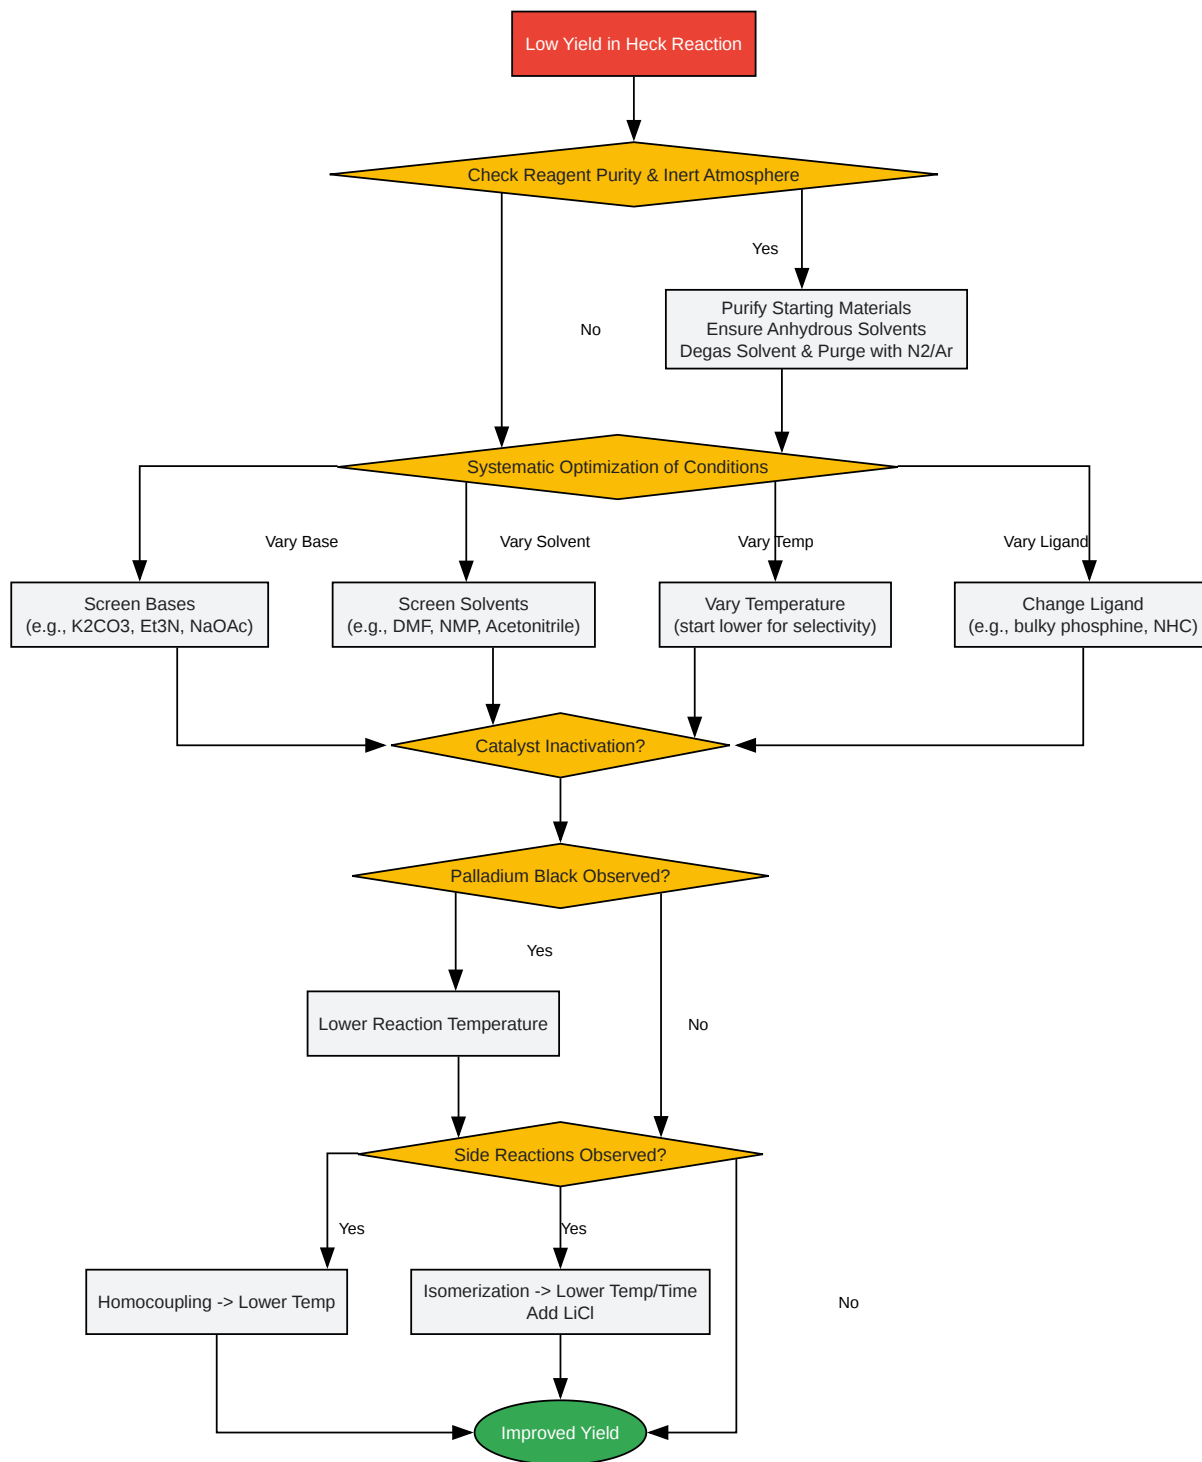 Low Yield in Heck Reaction
Check Reagent Purity & Inert Atmosphere
Yes
No
Purify Starting Materials
Ensure Anhydrous Solvents
Degas Solvent & Purge with N2/Ar
Systematic Optimization of Conditions
Vary Base
Vary Solvent
Vary Temp
Vary Ligand
Screen Bases
(e.g., K2CO3, Et3N, NaOAc)
Screen Solvents
(e.g., DMF, NMP, Acetonitrile)
Vary Temperature
(start lower for selectivity)
Change Ligand
(e.g., bulky phosphine, NHC)
Catalyst Inactivation?
Palladium Black Observed?
Yes
Lower Reaction Temperature
No
Side Reactions Observed?
Yes
Yes
Homocoupling -> Lower Temp
Isomerization -> Lower Temp/Time
Add LiCl
No
Improved Yield